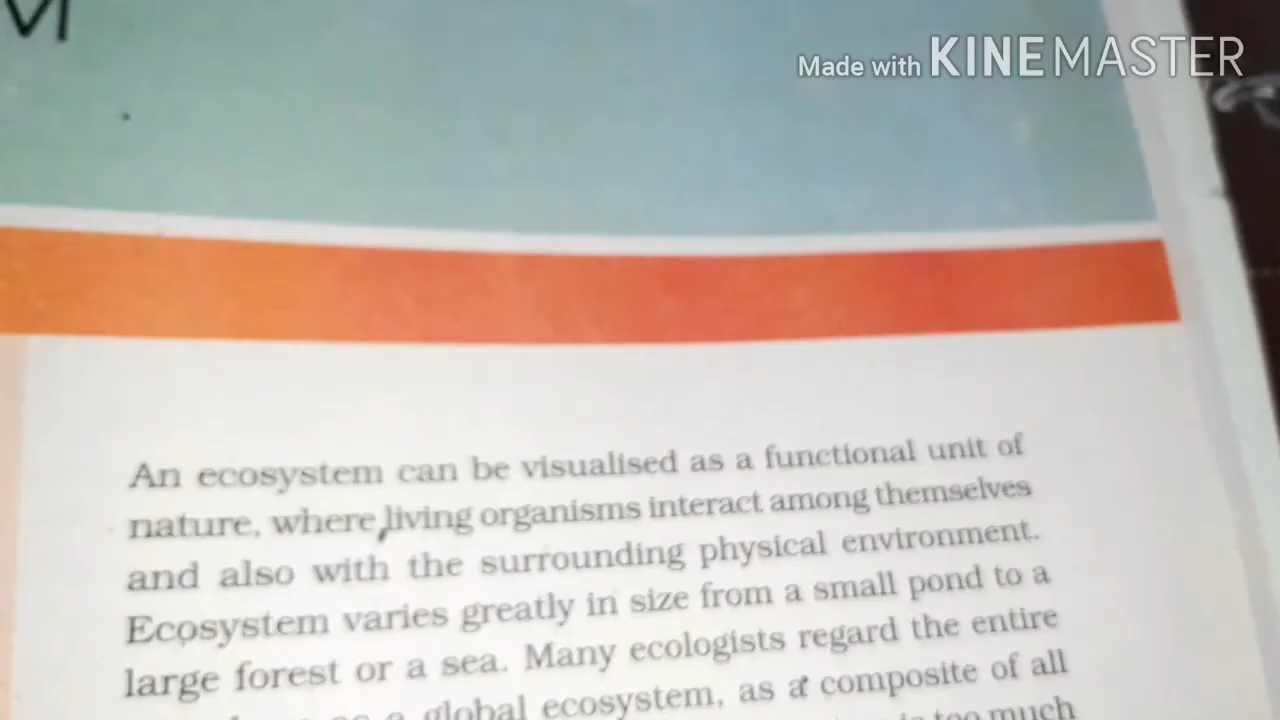 M
Made with KINEMASTER
An ecosystem can be visualised as a functional unit of
nature, where living organisms interact among themselves
and also with the surrounding physical environment.
Ecosystem varies greatly in size from a small pond to a
large forest or a sea. Many ecologists regard the entire
a global ecosystem, as a composite of all
is too much